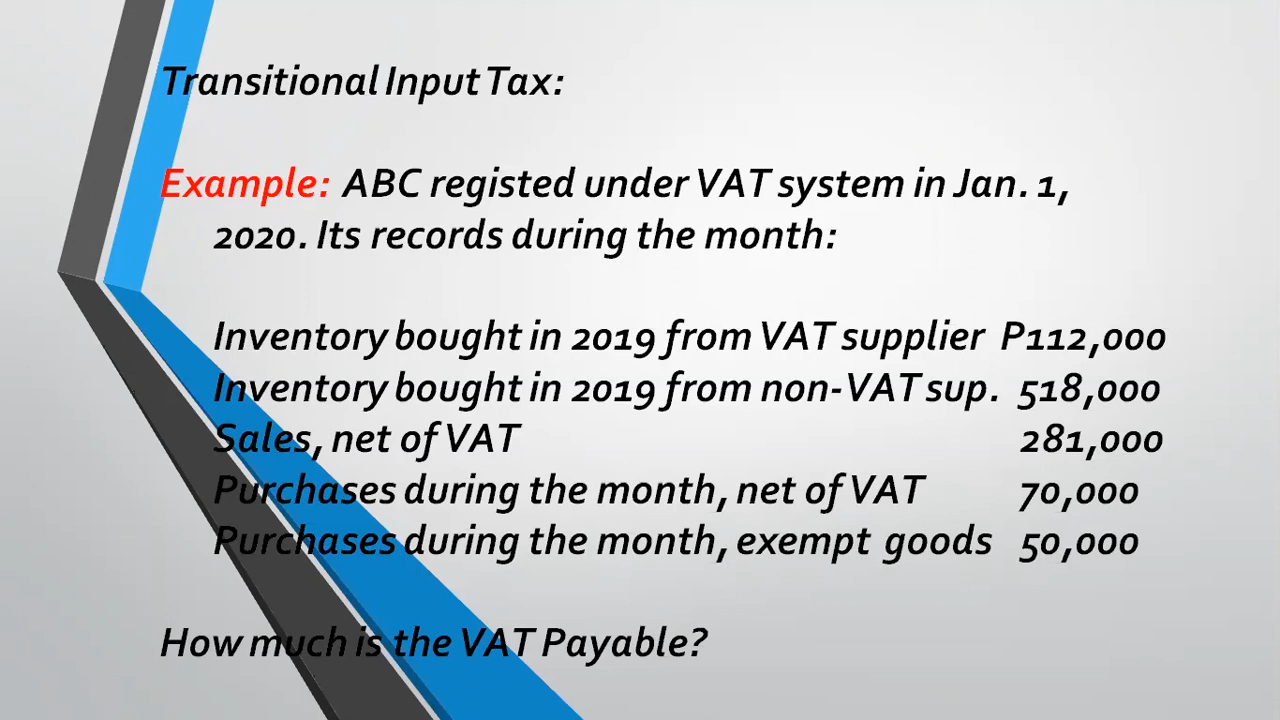 Transitional Input Tax:
Example: ABC registed under VAT system in Jan. 1,
2020. Its records during the month:
Inventory bought in 2019 from VAT supplier P112,000
Inventory bought in 2019 from non-VAT sup. 518,000
Sales, net of VAT 281,000
Purchases during the month, net of VAT 70,000
Purchases during the month, exempt goods 50,000
How much is the VAT Payable?